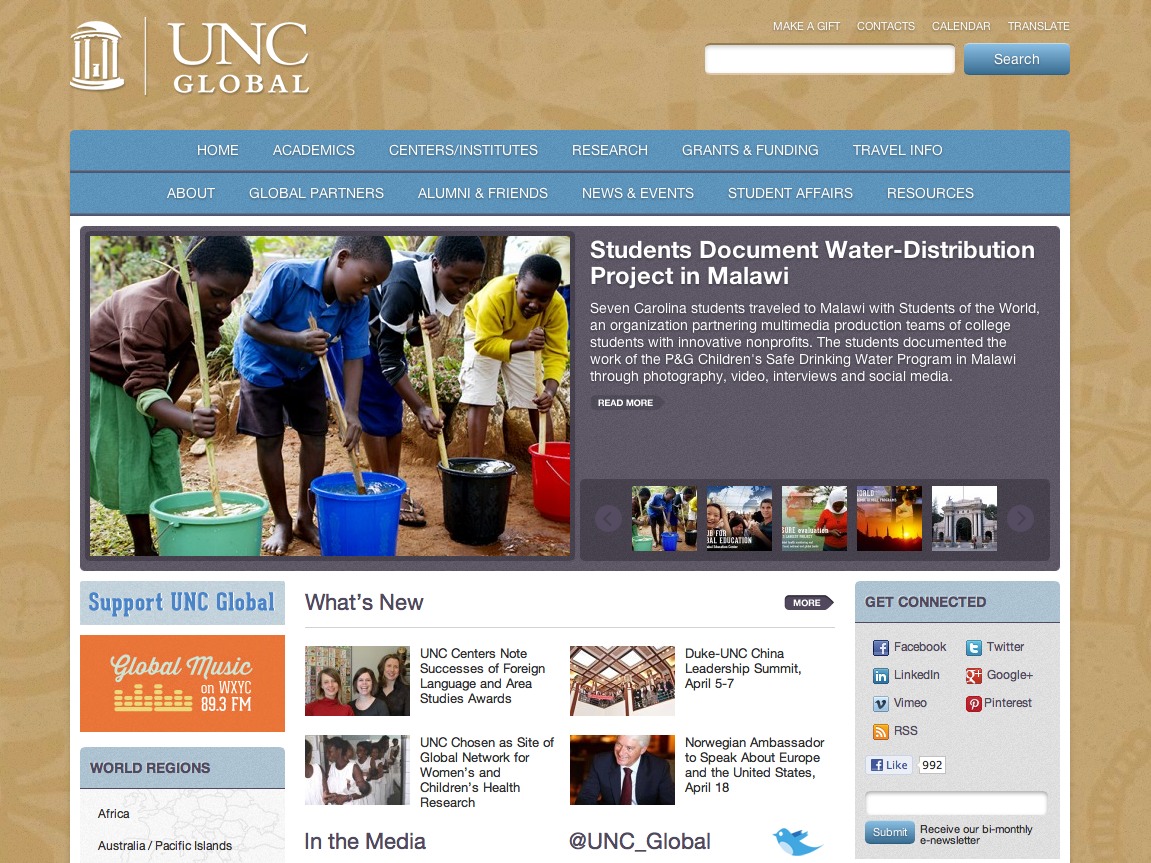 UNC
GLOBAL
MAKE A GIFT CONTACTS CALENDAR TRANSLATE
Search
HOME ACADEMICS CENTERS/INSTITUTES RESEARCH GRANTS & FUNDING TRAVEL INFO
ABOUT GLOBAL PARTNERS ALUMNI & FRIENDS NEWS & EVENTS STUDENT AFFAIRS RESOURCES
Students Document Water-Distribution
Project in Malawi
Seven Carolina students traveled to Malawi with Students of the World,
an organization partnering multimedia production teams of college
students with innovative nonprofits. The students documented the
work of the P&G Children's Safe Drinking Water Program in Malawi
through photography, video, interviews and social media.
READ MORE
Support UNC Global
Global Music
on WXYC
89.3 FM
WORLD REGIONS
Africa
Australia / Pacific Islands
What's New
MORE
UNC Centers Note
Successes of Foreign
Language and Area
Studies Awards
Duke-UNC China
Leadership Summit,
April 5-7
UNC Chosen as Site of
Global Network for
Women's and
Children's Health
Research
Norwegian Ambassador
to Speak About Europe
and the United States,
April 18
In the Media
@UNC_Global
GET CONNECTED
Facebook Twitter
LinkedIn Google+
Vimeo Pinterest
RSS
Like 992
Submit
Receive our bi-monthly
e-newsletter